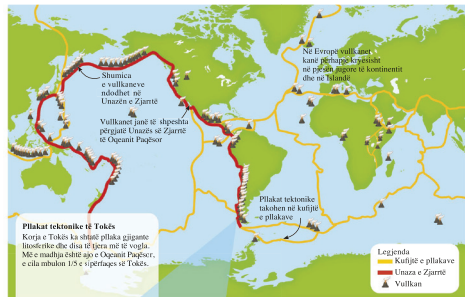 Shumica
e vullkaneve
ndodhet në
Unazën e Zjarrtë
Vullkanet janë të shpeshta
përgjatë Unazës së Zjarrtë
të Oqeanit Paqësor
Në Evropë vullkanet
kanë përhapje kryesisht
në pjesën jugore të kontinentit
dhe në Islandë
Pllakat tektonike
takohen në kufijtë
e pllakave
Pllakat tektonike të Tokës
Korja e Tokës ka shtatë pllaka gjigante
litosferike dhe disa të tjera më të vogla.
Më e madhja është ajo e Oqeanit Paqësor,
e cila mbulon 1/5 e sipërfaqes së Tokës.
Legjenda
Kufijtë e pllakave
Unaza e Zjarrtë
Vullkan